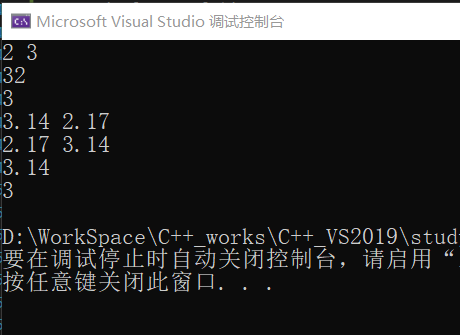 C:\ Microsoft Visual Studio 调试控制台
2 3
32
3
3.14 2.17
2.17 3.14
3.14
3
D:\WorkSpace\C++_works\C++_VS2019\stud
要在调试停止时自动关闭控制台，请启用“
按任意键关闭此窗口. . .